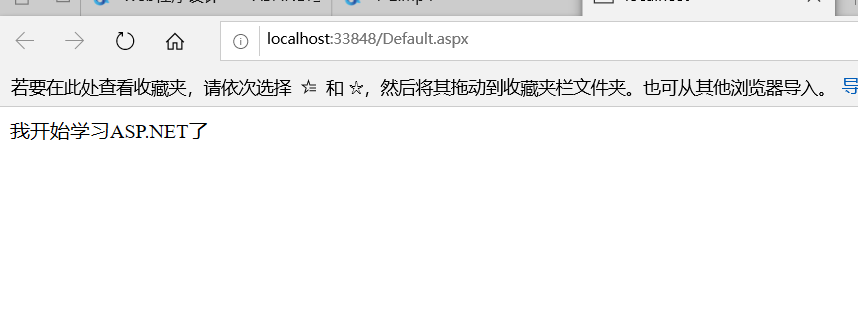 localhost:33848/Default.aspx
若要在此处查看收藏夹，请依次选择 和 ，然后将其拖动到收藏夹栏文件夹。也可从其他浏览器导入。 导
我开始学习ASP.NET了